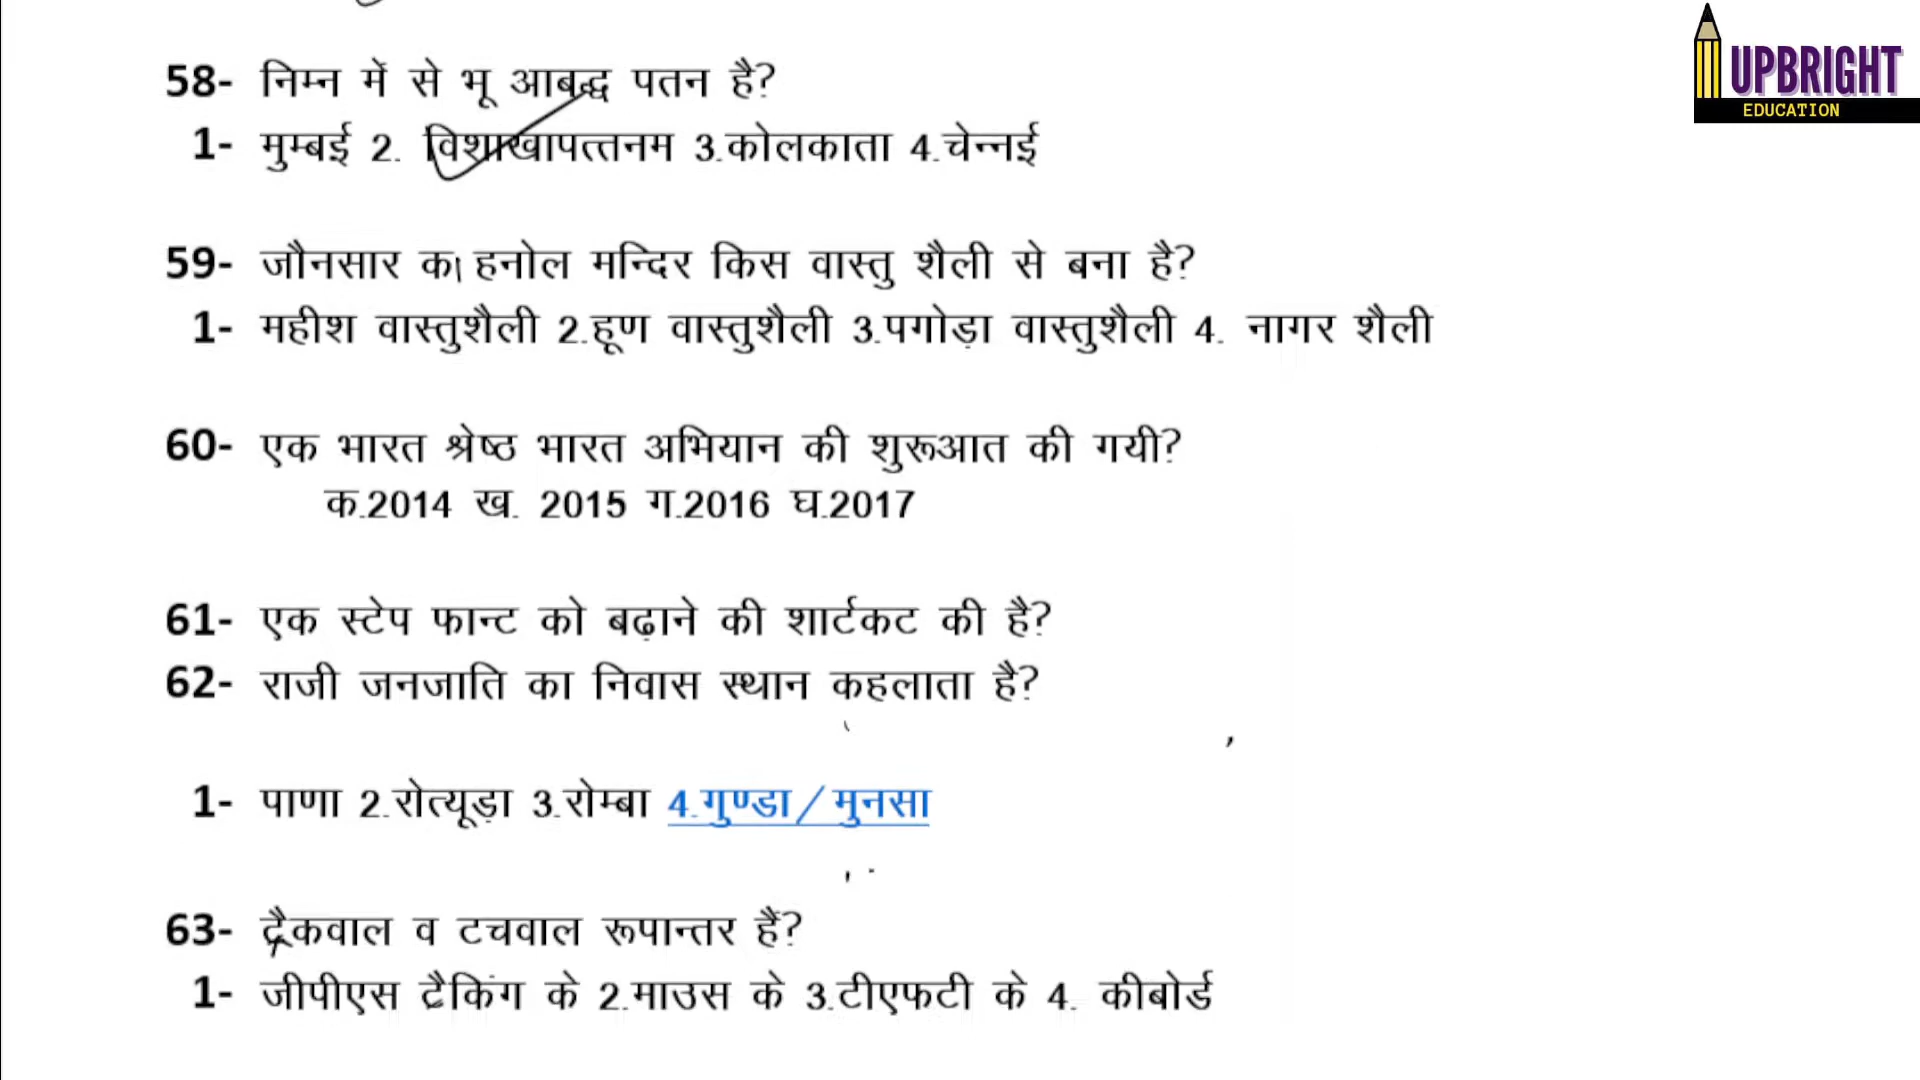 UPBRIGHT
EDUCATION
58- निम्न में से भू आबद्ध पतन है?
1- मुम्बई 2. विशाखापत्तनम 3.कोलकाता 4.चेन्नई
59- जौनसार का हनोल मन्दिर किस वास्तु शैली से बना है?
1- महीश वास्तुशैली 2.हूण वास्तुशैली 3.पगोड़ा वास्तुशैली 4. नागर शैली
60- एक भारत श्रेष्ठ भारत अभियान की शुरूआत की गयी?
क.2014 ख. 2015 ग.2016 घ.2017
61- एक स्टेप फान्ट को बढ़ाने की शार्टकट की है?
62- राजी जनजाति का निवास स्थान कहलाता है?
1- पाणा 2.रोत्यूड़ा 3.रोम्बा 4.गुण्डा/मुनसा
63- ट्रैकवाल व टचवाल रूपान्तर हैं?
1- जीपीएस टैकिंग के 2.माउस के 3.टीएफटी के 4. कीबोर्ड